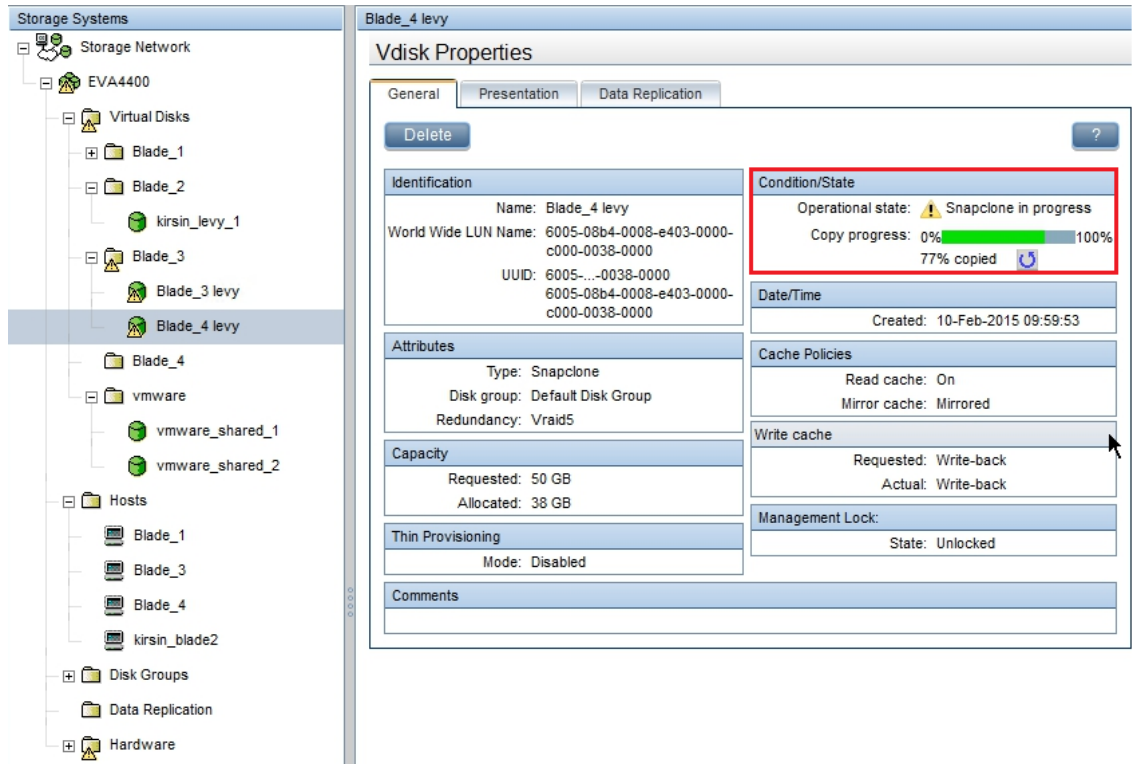 Storage Systems
Storage Network
EVA4400
Virtual Disks
Blade_1
Blade_2
kirsin_levy_1
Blade_3
Blade_3 levy
Blade_4 levy
Blade_4
vmware
vmware_shared_1
vmware_shared_2
Hosts
Blade_1
Blade_3
Blade_4
kirsin_blade2
Disk Groups
Data Replication
Hardware
Blade_4 levy
Vdisk Properties
General Presentation Data Replication
Delete ?
Identification
Name: Blade_4 levy
World Wide LUN Name: 6005-08b4-0008-e403-0000-
c000-0038-0000
UUID: 6005-...-0038-0000
6005-08b4-0008-e403-0000-
c000-0038-0000
Attributes
Type: Snapclone
Disk group: Default Disk Group
Redundancy: Vraid5
Capacity
Requested: 50 GB
Allocated: 38 GB
Thin Provisioning
Mode: Disabled
Condition/State
Operational state: Snapclone in progress
Copy progress: 0% 100%
77% copied
Date/Time
Created: 10-Feb-2015 09:59:53
Cache Policies
Read cache: On
Mirror cache: Mirrored
Write cache
Requested: Write-back
Actual: Write-back
Management Lock:
State: Unlocked
Comments